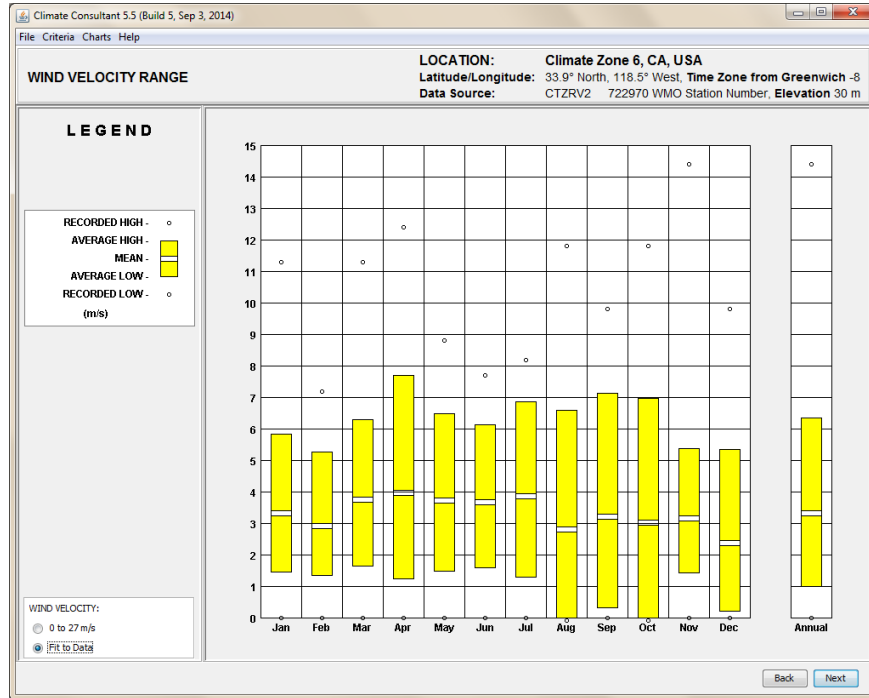 Climate Consultant 5.5 (Build 5, Sep 3, 2014)
File Criteria Charts Help
WIND VELOCITY RANGE
LOCATION: Climate Zone 6, CA, USA
Latitude/Longitude: 33.9° North, 118.5° West, Time Zone from Greenwich -8
Data Source: CTZRV2 722970 WMO Station Number, Elevation 30 m
LEGEND
RECORDED HIGH -
AVERAGE HIGH -
MEAN -
AVERAGE LOW -
RECORDED LOW -
(m/s)
WIND VELOCITY:
0 to 27 m/s
Fit to Data
15
14
13
12
11
10
9
8
7
6
5
4
3
2
1
0
Jan Feb Mar Apr May Jun Jul Aug Sep Oct Nov Dec Annual
Back Next